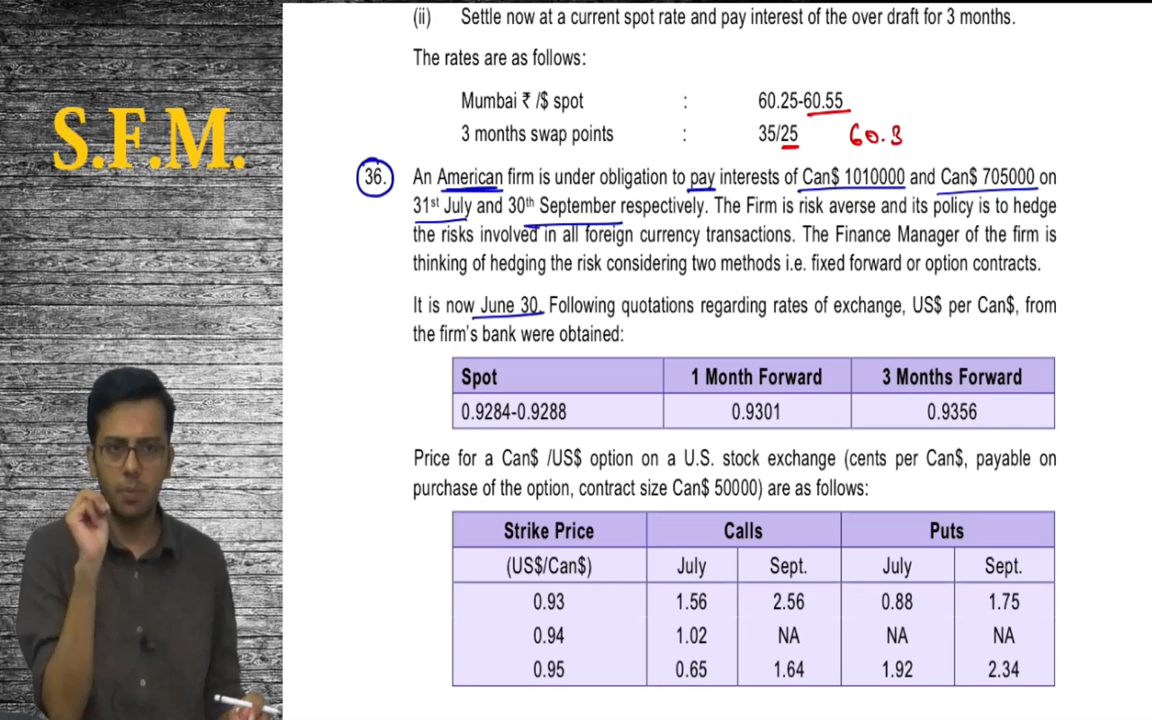 S.F.M.
(ii) Settle now at a current spot rate and pay interest of the over draft for 3 months.
The rates are as follows:
Mumbai ₹ /$ spot : 60.25-60.55
3 months swap points : 35/25 60.3
36. An American firm is under obligation to pay interests of Can$ 1010000 and Can$ 705000 on
31st July and 30th September respectively. The Firm is risk averse and its policy is to hedge
the risks involved in all foreign currency transactions. The Finance Manager of the firm is
thinking of hedging the risk considering two methods i.e. fixed forward or option contracts.
It is now June 30. Following quotations regarding rates of exchange, US$ per Can$, from
the firm's bank were obtained:
Spot 1 Month Forward 3 Months Forward
0.9284-0.9288 0.9301 0.9356
Price for a Can$ /US$ option on a U.S. stock exchange (cents per Can$, payable on
purchase of the option, contract size Can$ 50000) are as follows:
Strike Price Calls Puts
(US$/Can$) July Sept. July Sept.
0.93 1.56 2.56 0.88 1.75
0.94 1.02 NA NA NA
0.95 0.65 1.64 1.92 2.34